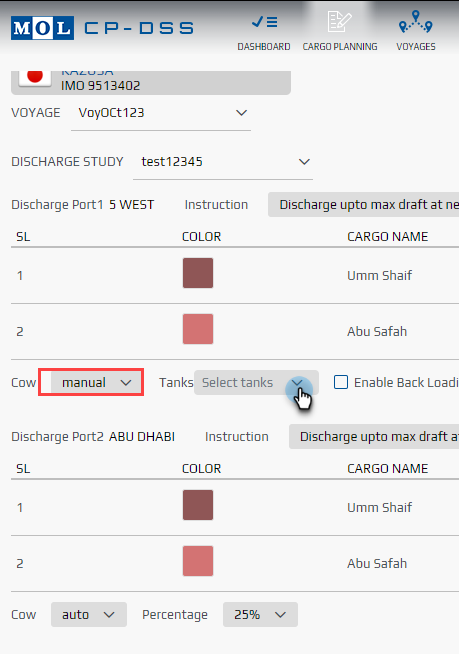 MOL CP-DSS
DASHBOARD CARGO PLANNING VOYAGES
KAZUSA
IMO 9513402
VOYAGE VoyOCt123
DISCHARGE STUDY test12345
Discharge Port1 5 WEST Instruction Discharge upto max draft at ne
SL COLOR CARGO NAME
1 Umm Shaif
2 Abu Safah
Cow manual Tanks Select tanks Enable Back Loadi
Discharge Port2 ABU DHABI Instruction Discharge upto max draft a
SL COLOR CARGO NAME
1 Umm Shaif
2 Abu Safah
Cow auto Percentage 25%